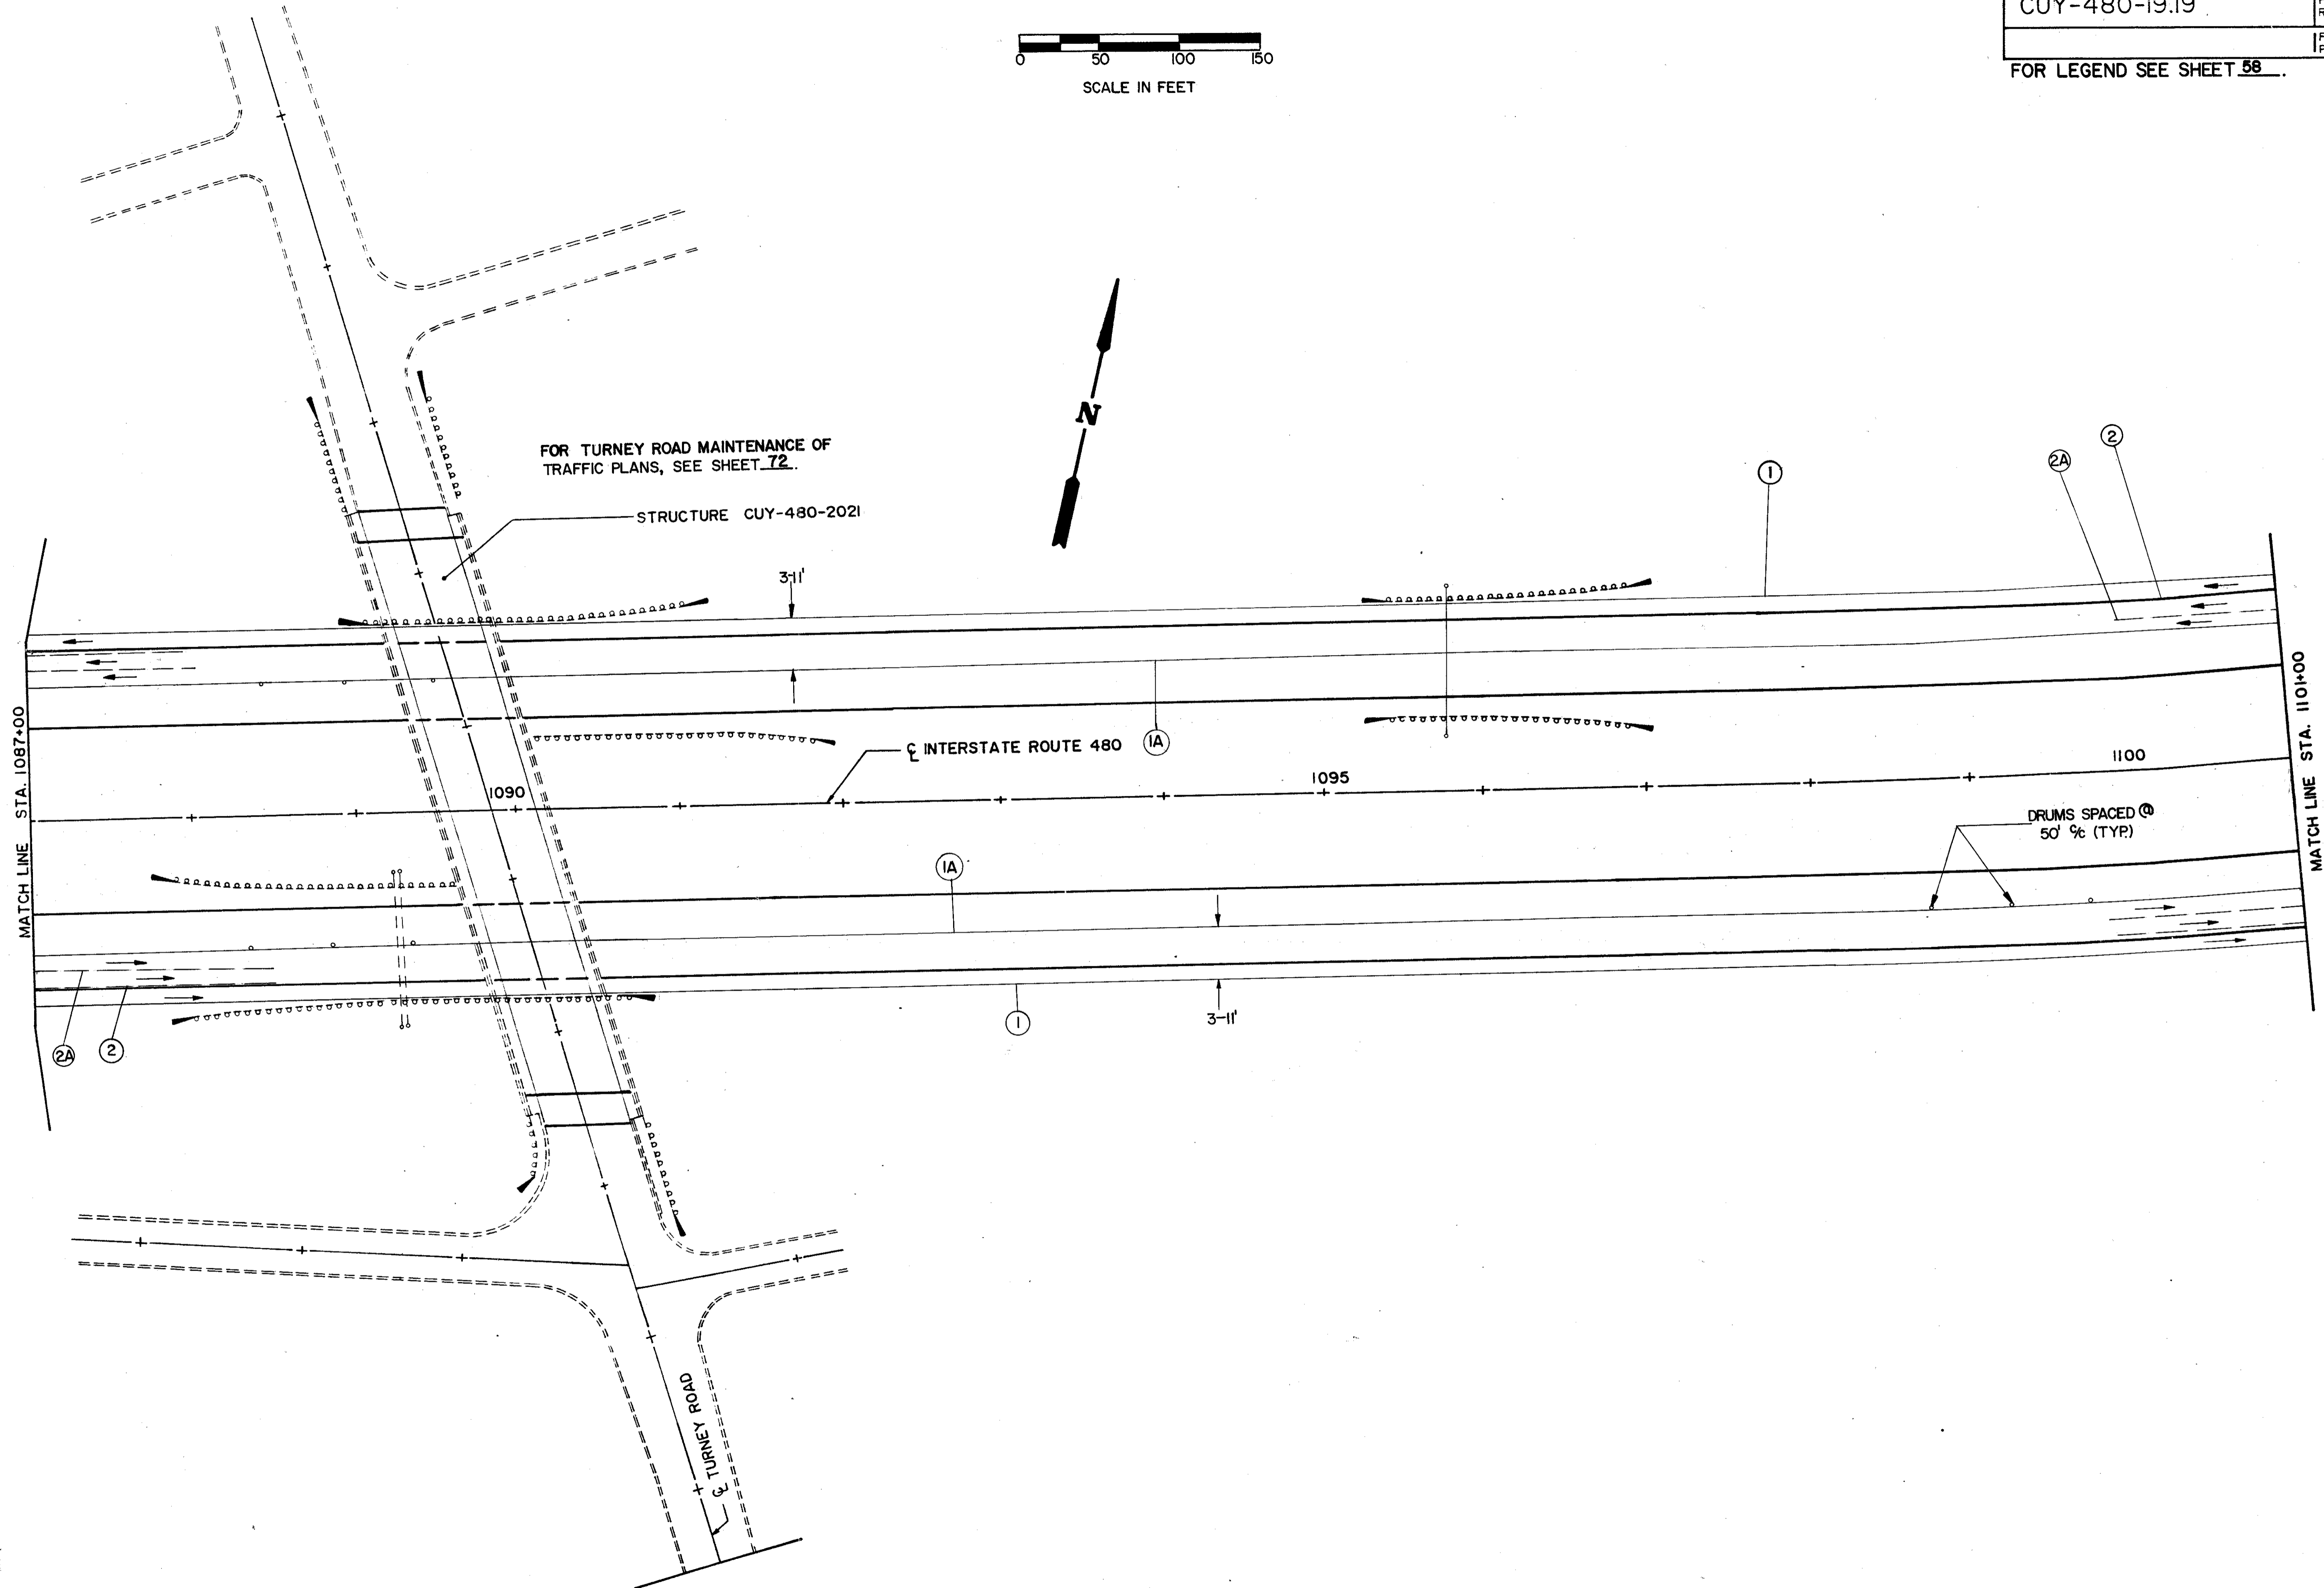 CUY-480-19.19
FOR LEGEND SEE SHEET 58.
0 50 100 150
SCALE IN FEET
N
FOR TURNEY ROAD MAINTENANCE OF
TRAFFIC PLANS, SEE SHEET 72.
STRUCTURE CUY-480-2021
3-11'
1
2A
2
MATCH LINE STA. 1087+00
MATCH LINE STA. 1101+00
1A
℄ INTERSTATE ROUTE 480
1090
1095
1100
DRUMS SPACED @
50' c/c (TYP.)
1A
2A
2
1
3-11'
℄ TURNEY ROAD